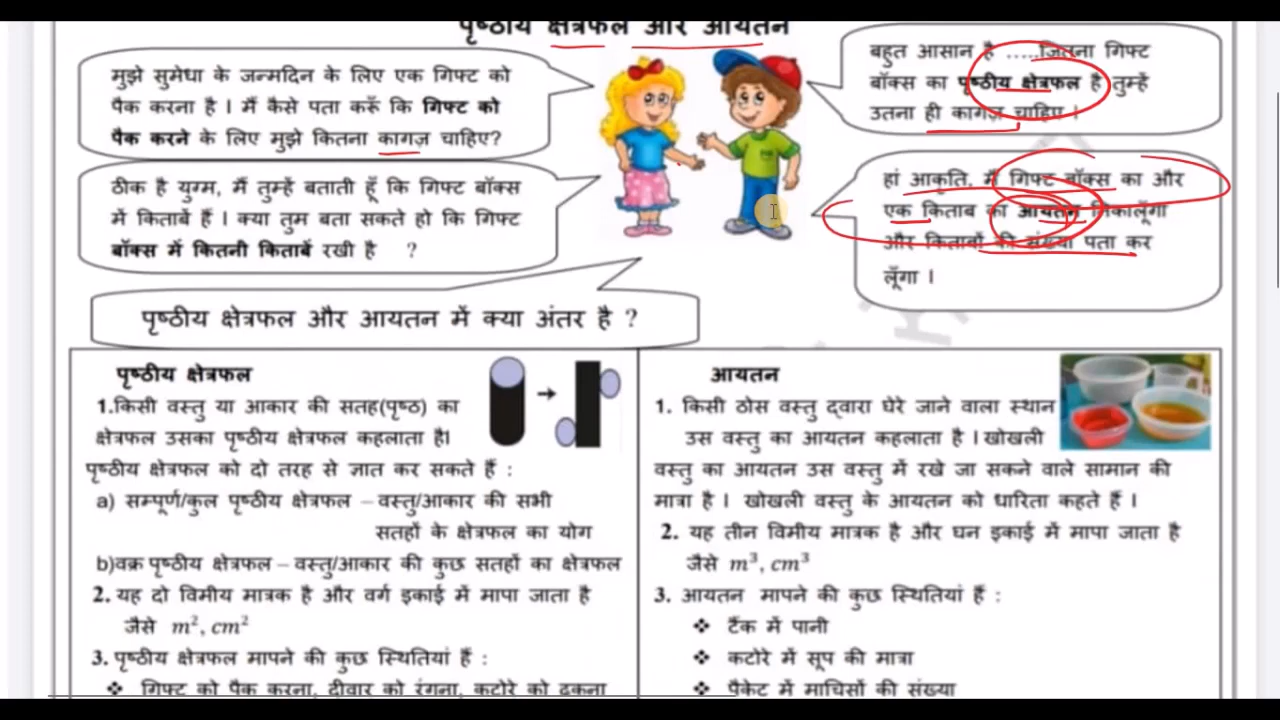 पृष्ठीय क्षेत्रफल और आयतन
मुझे सुमेधा के जन्मदिन के लिए एक गिफ्ट को
पैक करना है । मैं कैसे पता करूँ कि गिफ्ट को
पैक करने के लिए मुझे कितना कागज़ चाहिए?
बहुत आसान है .....जितना गिफ्ट
बॉक्स का पृष्ठीय क्षेत्रफल है तुम्हें
उतना ही कागज़ चाहिए ।
ठीक है युग्म, मैं तुम्हें बताती हूँ कि गिफ्ट बॉक्स
में किताबें हैं । क्या तुम बता सकते हो कि गिफ्ट
बॉक्स में कितनी किताबें रखी है ?
हां आकृति, मैं गिफ्ट बॉक्स का और
एक किताब का आयतन निकालूँगा
और किताबों की संख्या पता कर
लूँगा ।
पृष्ठीय क्षेत्रफल और आयतन में क्या अंतर है ?
पृष्ठीय क्षेत्रफल
1.किसी वस्तु या आकार की सतह(पृष्ठ) का
क्षेत्रफल उसका पृष्ठीय क्षेत्रफल कहलाता है।
पृष्ठीय क्षेत्रफल को दो तरह से ज्ञात कर सकते हैं :
a) सम्पूर्ण/कुल पृष्ठीय क्षेत्रफल – वस्तु/आकार की सभी
सतहों के क्षेत्रफल का योग
b)वक्र पृष्ठीय क्षेत्रफल – वस्तु/आकार की कुछ सतहों का क्षेत्रफल
2. यह दो विमीय मात्रक है और वर्ग इकाई में मापा जाता है
जैसे m², cm²
3. पृष्ठीय क्षेत्रफल मापने की कुछ स्थितियां हैं :
❖ गिफ्ट को पैक करना, दीवार को रंगना, कटोरे को ढकना
आयतन
1. किसी ठोस वस्तु द्वारा घेरे जाने वाला स्थान
उस वस्तु का आयतन कहलाता है । खोखली
वस्तु का आयतन उस वस्तु में रखे जा सकने वाले सामान की
मात्रा है । खोखली वस्तु के आयतन को धारिता कहते हैं ।
2. यह तीन विमीय मात्रक है और घन इकाई में मापा जाता है
जैसे m³, cm³
3. आयतन मापने की कुछ स्थितियां हैं :
❖ टैंक में पानी
❖ कटोरे में सूप की मात्रा
❖ पैकेट में माचिसों की संख्या